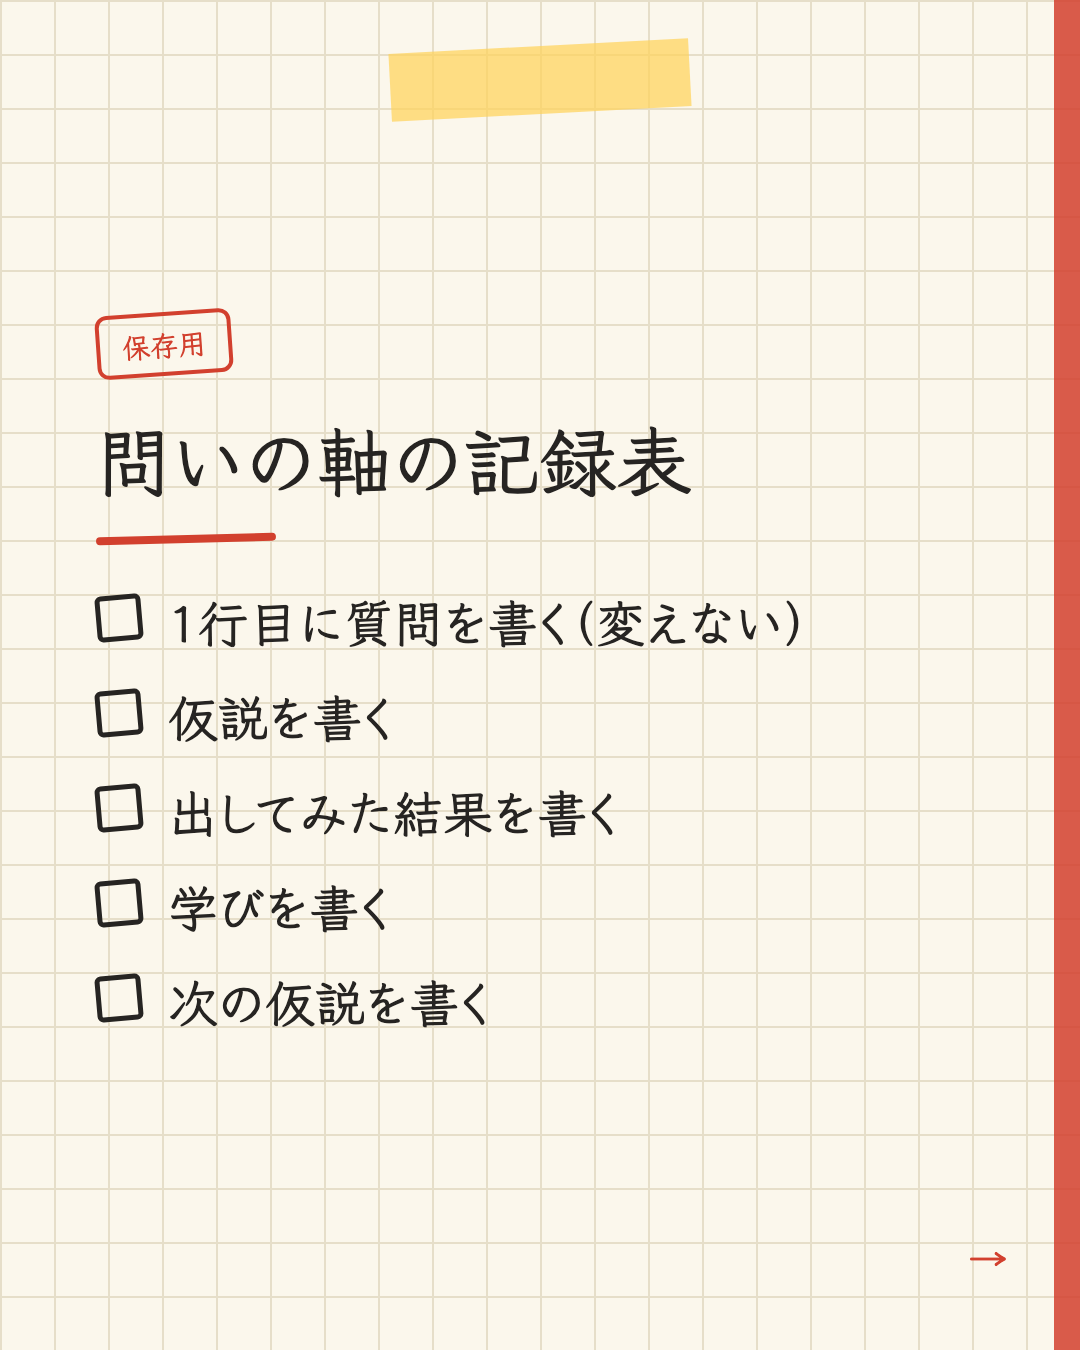 保存用
問いの軸の記録表
1行目に質問を書く(変えない)
仮説を書く
出してみた結果を書く
学びを書く
次の仮説を書く
→